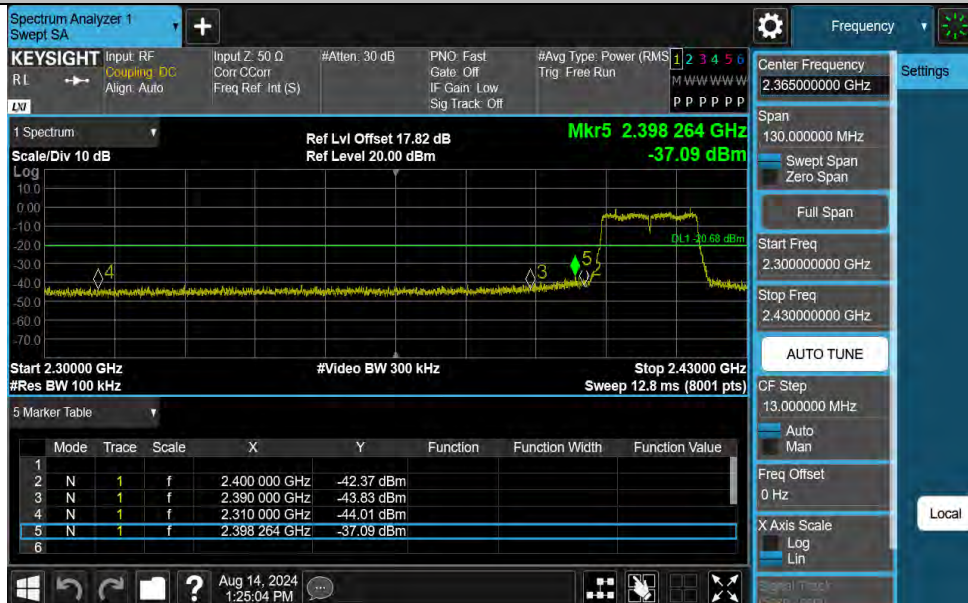 Spectrum Analyzer 1
Swept SA
+
Frequency
KEYSIGHT
RL
LXI
Input: RF
Coupling: DC
Align: Auto
Input Z: 50 Ω
Corr CCorr
Freq Ref: Int (S)
#Atten: 30 dB
PNO: Fast
Gate: Off
IF Gain: Low
Sig Track: Off
#Avg Type: Power (RMS
Trig: Free Run
1 2 3 4 5 6
M W W W W W
P P P P P P
1 Spectrum
Scale/Div 10 dB
Ref Lvl Offset 17.82 dB
Ref Level 20.00 dBm
Mkr5 2.398 264 GHz
-37.09 dBm
Log
10.0
0.00
-10.0
-20.0
-30.0
-40.0
-50.0
-60.0
-70.0
DL1 -20.68 dBm
4
3
5
2
Start 2.30000 GHz
#Res BW 100 kHz
#Video BW 300 kHz
Stop 2.43000 GHz
Sweep 12.8 ms (8001 pts)
5 Marker Table
Mode Trace Scale X Y Function Function Width Function Value
1
2 N 1 f 2.400 000 GHz -42.37 dBm
3 N 1 f 2.390 000 GHz -43.83 dBm
4 N 1 f 2.310 000 GHz -44.01 dBm
5 N 1 f 2.398 264 GHz -37.09 dBm
6
?
Aug 14, 2024
1:25:04 PM
Center Frequency
2.365000000 GHz
Span
130.000000 MHz
Swept Span
Zero Span
Full Span
Start Freq
2.300000000 GHz
Stop Freq
2.430000000 GHz
AUTO TUNE
CF Step
13.000000 MHz
Auto
Man
Freq Offset
0 Hz
X Axis Scale
Log
Lin
Signal Track
Settings
Local